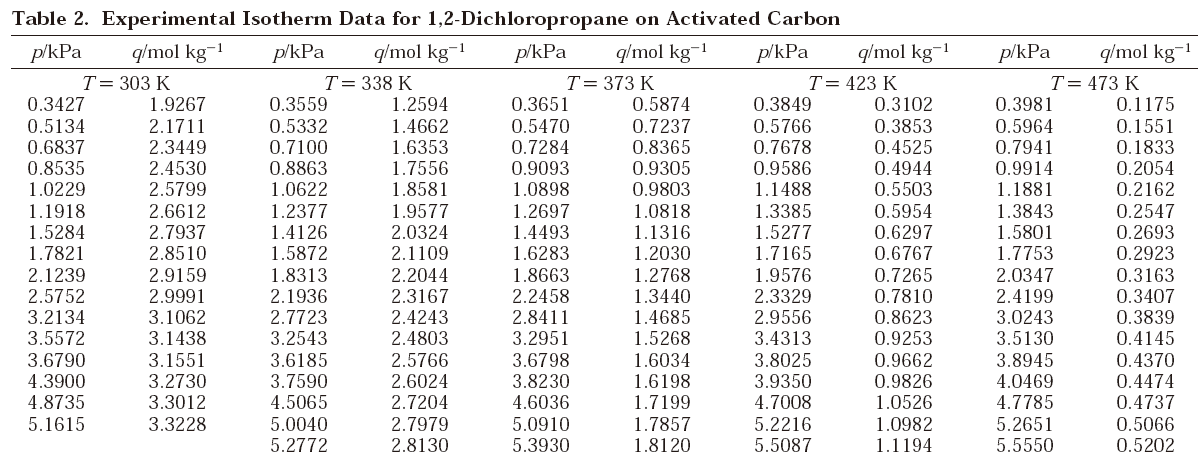 Table 2. Experimental Isotherm Data for 1,2-Dichloropropane on Activated Carbon
p/kPa q/mol kg−1 p/kPa q/mol kg−1 p/kPa q/mol kg−1 p/kPa q/mol kg−1 p/kPa q/mol kg−1
T = 303 K T = 338 K T = 373 K T = 423 K T = 473 K
0.3427 1.9267 0.3559 1.2594 0.3651 0.5874 0.3849 0.3102 0.3981 0.1175
0.5134 2.1711 0.5332 1.4662 0.5470 0.7237 0.5766 0.3853 0.5964 0.1551
0.6837 2.3449 0.7100 1.6353 0.7284 0.8365 0.7678 0.4525 0.7941 0.1833
0.8535 2.4530 0.8863 1.7556 0.9093 0.9305 0.9586 0.4944 0.9914 0.2054
1.0229 2.5799 1.0622 1.8581 1.0898 0.9803 1.1488 0.5503 1.1881 0.2162
1.1918 2.6612 1.2377 1.9577 1.2697 1.0818 1.3385 0.5954 1.3843 0.2547
1.5284 2.7937 1.4126 2.0324 1.4493 1.1316 1.5277 0.6297 1.5801 0.2693
1.7821 2.8510 1.5872 2.1109 1.6283 1.2030 1.7165 0.6767 1.7753 0.2923
2.1239 2.9159 1.8313 2.2044 1.8663 1.2768 1.9576 0.7265 2.0347 0.3163
2.5752 2.9991 2.1936 2.3167 2.2458 1.3440 2.3329 0.7810 2.4199 0.3407
3.2134 3.1062 2.7723 2.4243 2.8411 1.4685 2.9556 0.8623 3.0243 0.3839
3.5572 3.1438 3.2543 2.4803 3.2951 1.5268 3.4313 0.9253 3.5130 0.4145
3.6790 3.1551 3.6185 2.5766 3.6798 1.6034 3.8025 0.9662 3.8945 0.4370
4.3900 3.2730 3.7590 2.6024 3.8230 1.6198 3.9350 0.9826 4.0469 0.4474
4.8735 3.3012 4.5065 2.7204 4.6036 1.7199 4.7008 1.0526 4.7785 0.4737
5.1615 3.3228 5.0040 2.7979 5.0910 1.7857 5.2216 1.0982 5.2651 0.5066
5.2772 2.8130 5.3930 1.8120 5.5087 1.1194 5.5550 0.5202